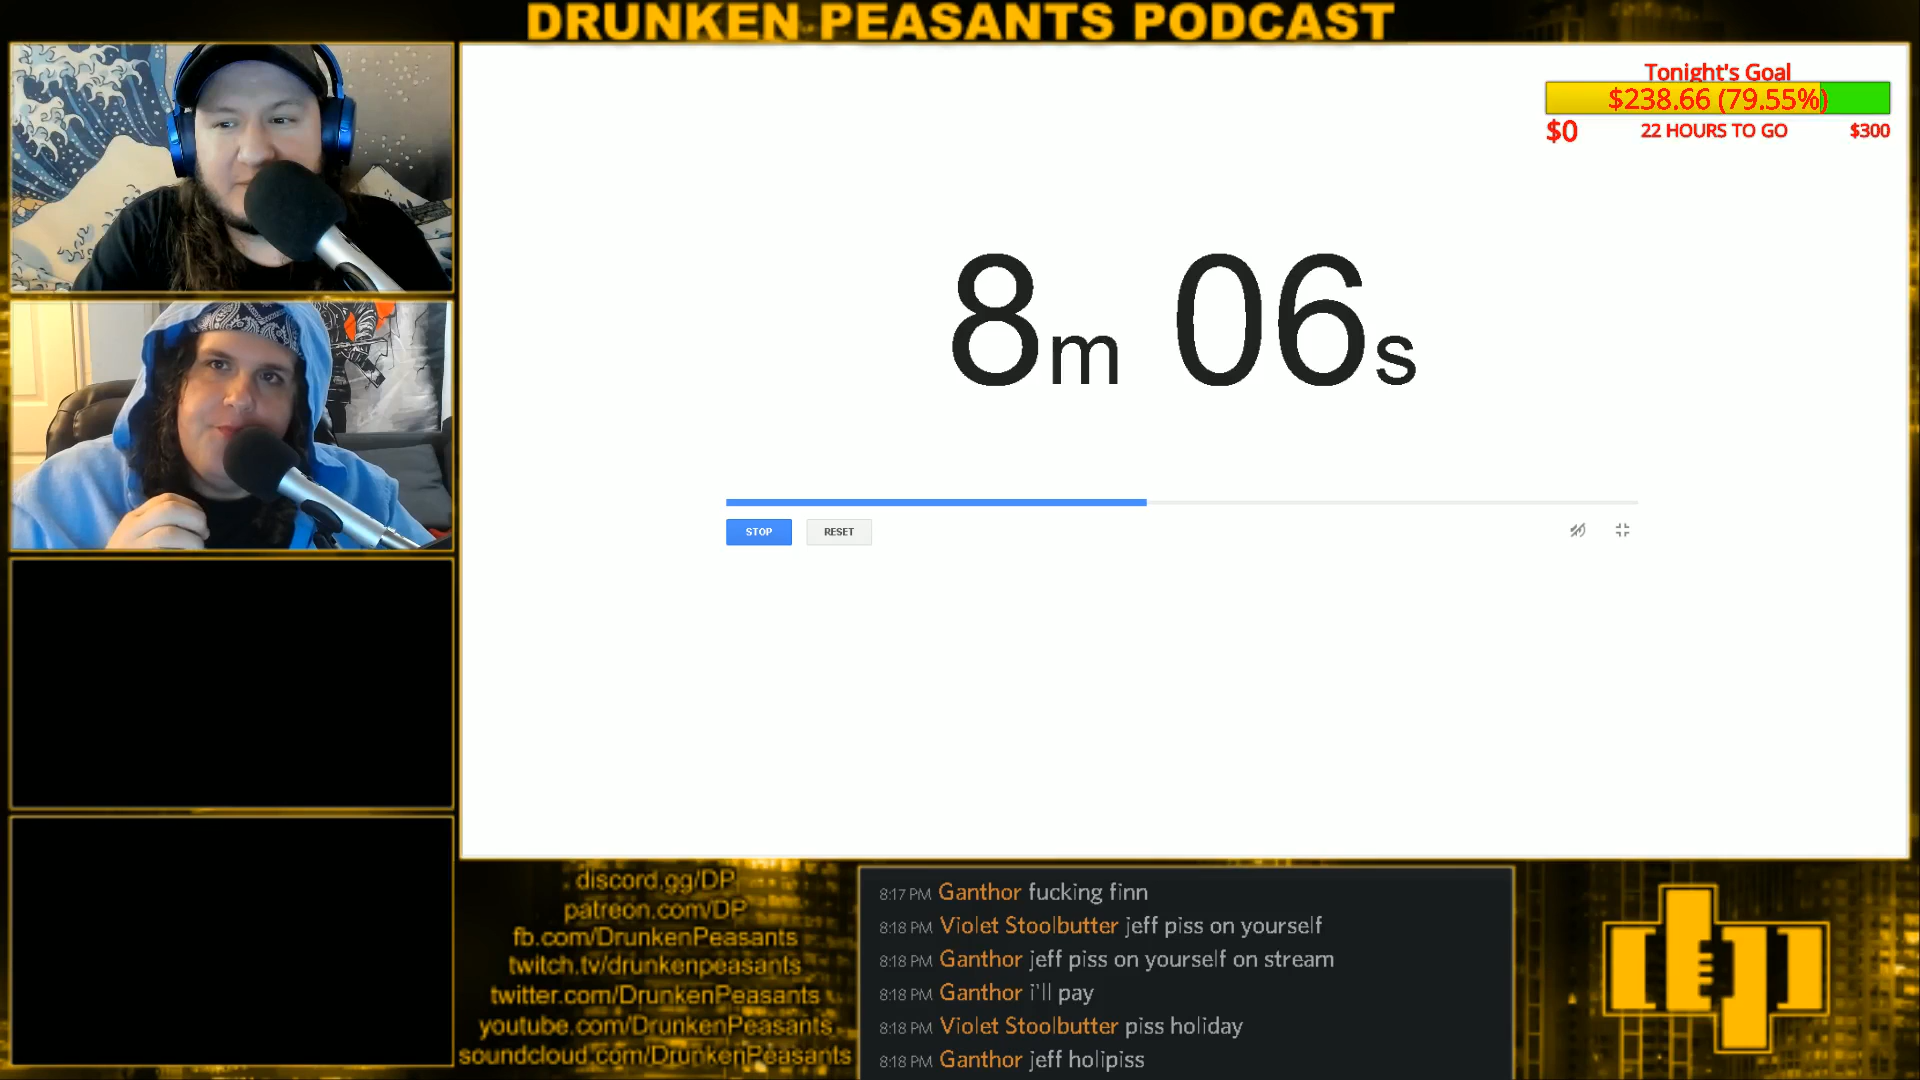 DRUNKEN PEASANTS PODCAST
Tonight's Goal
$238.66 (79.55%)
$0 22 HOURS TO GO $300
8m 06s
STOP RESET
discord.gg/DP
patreon.com/DP
fb.com/DrunkenPeasants
twitch.tv/drunkenpeasants
twitter.com/DrunkenPeasants
youtube.com/DrunkenPeasants
soundcloud.com/DrunkenPeasants
8:17 PM Ganthor fucking finn
8:18 PM Violet Stoolbutter jeff piss on yourself
8:18 PM Ganthor jeff piss on yourself on stream
8:18 PM Ganthor i'll pay
8:18 PM Violet Stoolbutter piss holiday
8:18 PM Ganthor jeff holipiss
dp